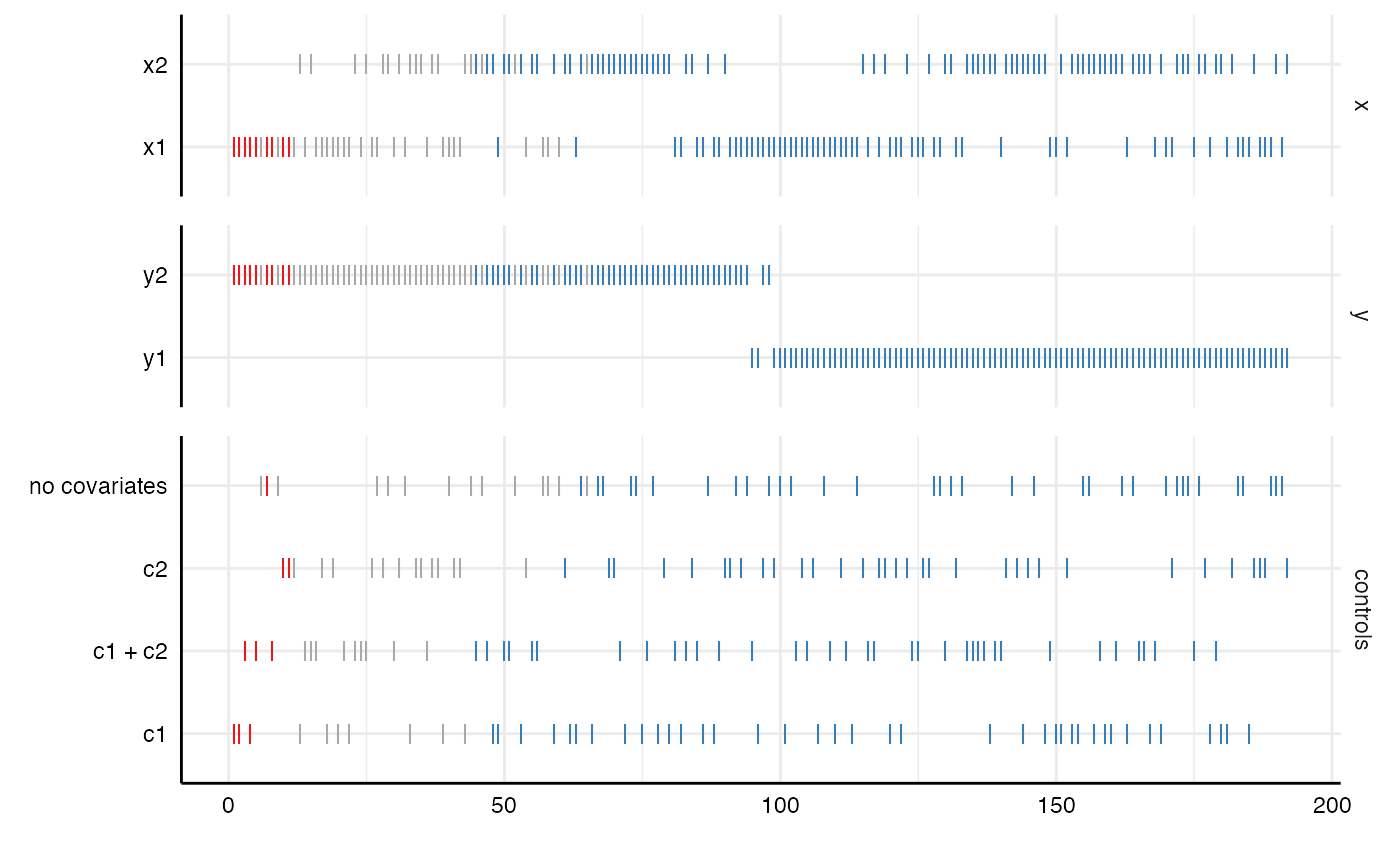 x2
x1
x
y2
y1
y
no covariates
c2
c1 + c2
c1
controls
0 50 100 150 200